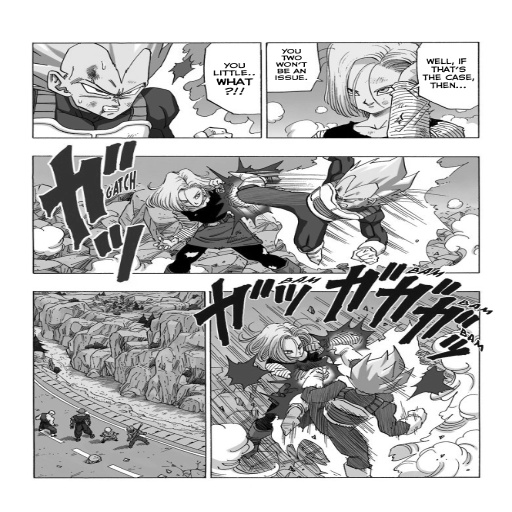 WELL, IF
THAT'S
THE CASE,
THEN...
YOU
TWO
WON'T
BE AN
ISSUE.
YOU
LITTLE..
WHAT
?!!
ガッ
GATCH
ガガガッ
BAM
BAM
BAM
BAM
ガッ